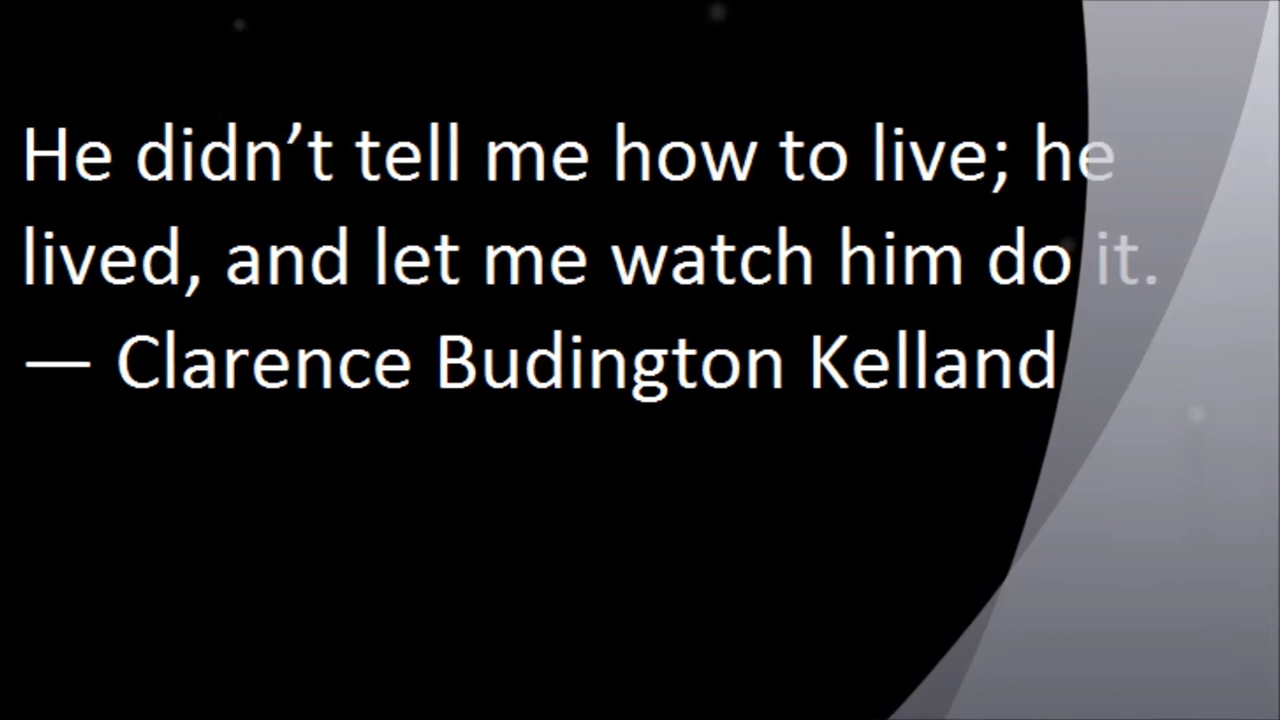 He didn’t tell me how to live; he
lived, and let me watch him do it.
— Clarence Budington Kelland